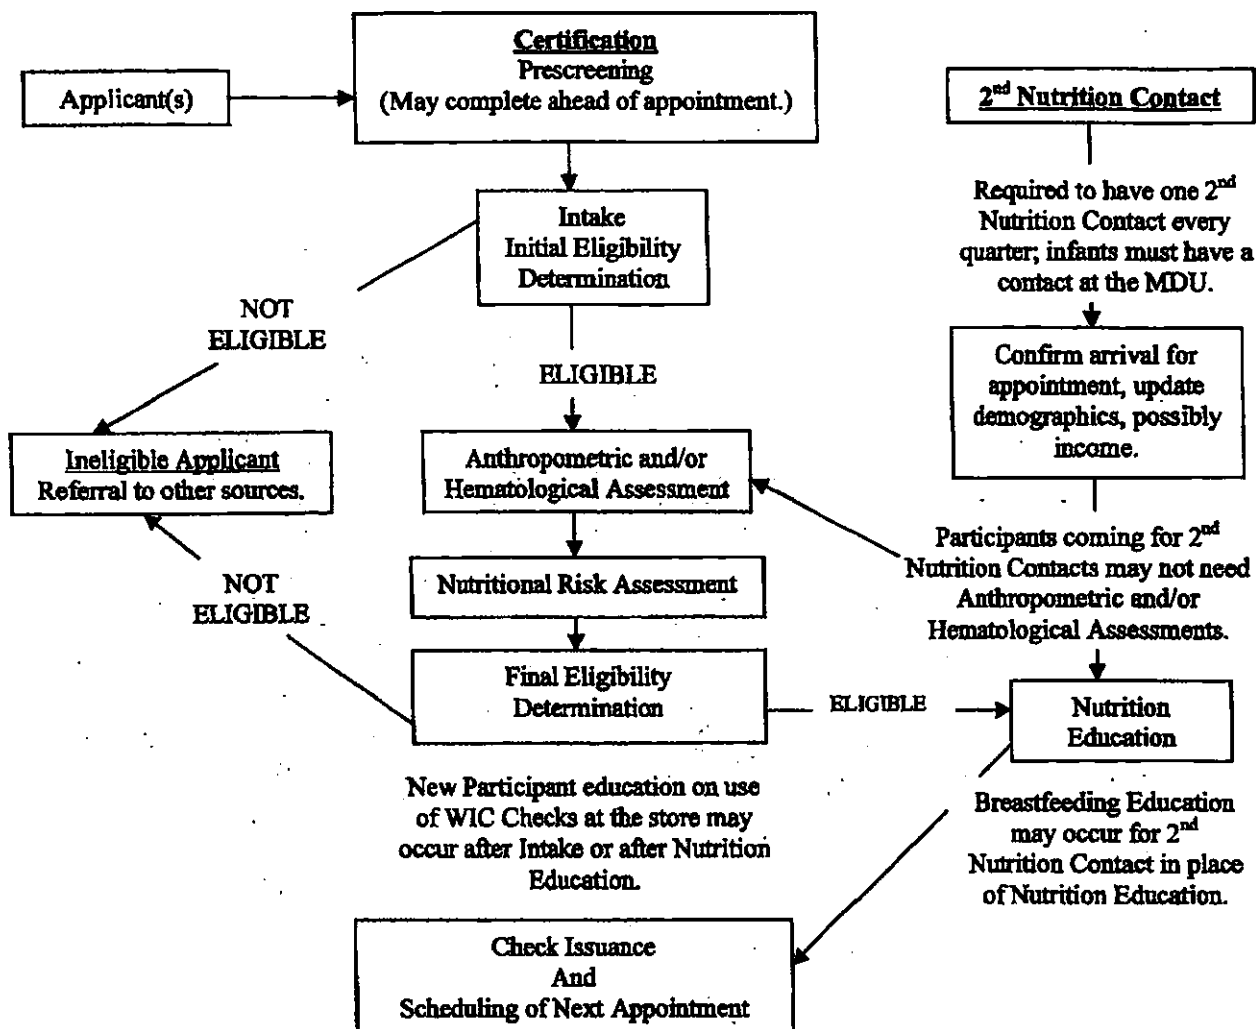 Certification
Prescreening
(May complete ahead of appointment.)
Applicant(s)
2nd Nutrition Contact
Required to have one 2nd
Nutrition Contact every
quarter; infants must have a
contact at the MDU.
Intake
Initial Eligibility
Determination
NOT
ELIGIBLE
ELIGIBLE
Confirm arrival for
appointment, update
demographics, possibly
income.
Ineligible Applicant
Referral to other sources.
Anthropometric and/or
Hematological Assessment
Participants coming for 2nd
Nutrition Contacts may not need
Anthropometric and/or
Hematological Assessments.
NOT
ELIGIBLE
Nutritional Risk Assessment
Final Eligibility
Determination
ELIGIBLE
Nutrition
Education
New Participant education on use
of WIC Checks at the store may
occur after Intake or after Nutrition
Education.
Breastfeeding Education
may occur for 2nd
Nutrition Contact in place
of Nutrition Education.
Check Issuance
And
Scheduling of Next Appointment